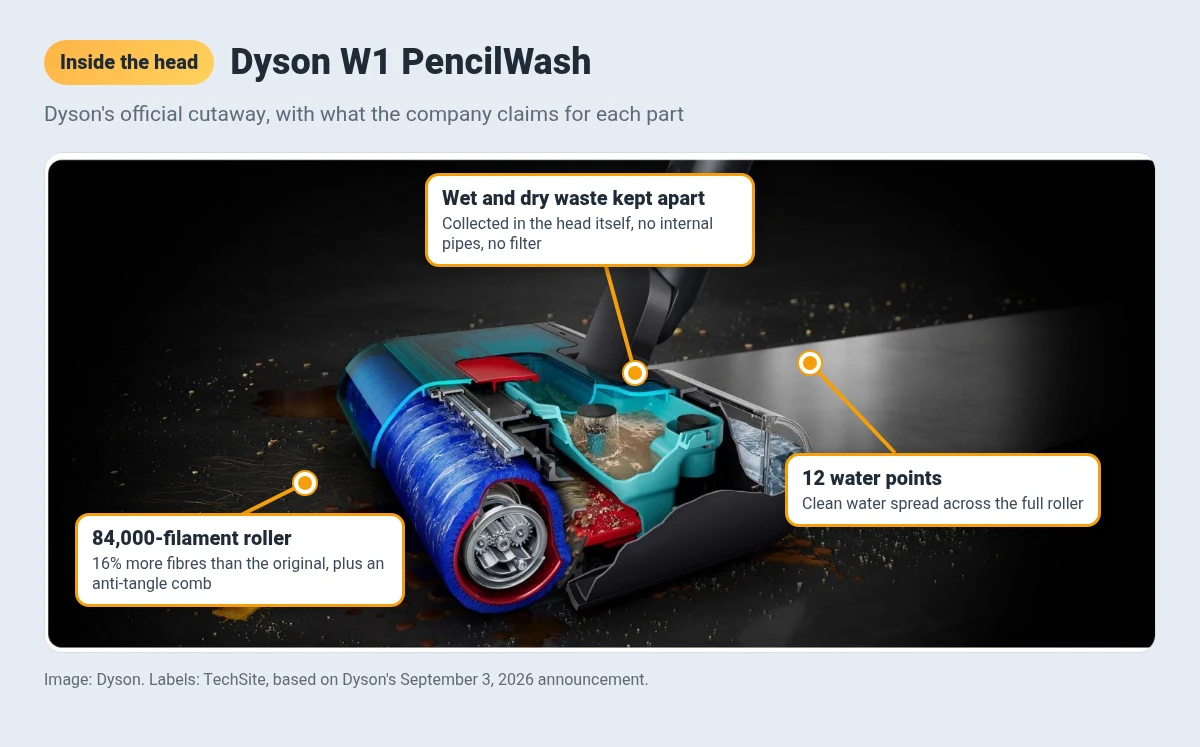 Inside the head
Dyson W1 PencilWash
Dyson's official cutaway, with what the company claims for each part
Wet and dry waste kept apart
Collected in the head itself, no internal
pipes, no filter
12 water points
Clean water spread across the full roller
84,000-filament roller
16% more fibres than the original, plus an
anti-tangle comb
Image: Dyson. Labels: TechSite, based on Dyson's September 3, 2026 announcement.